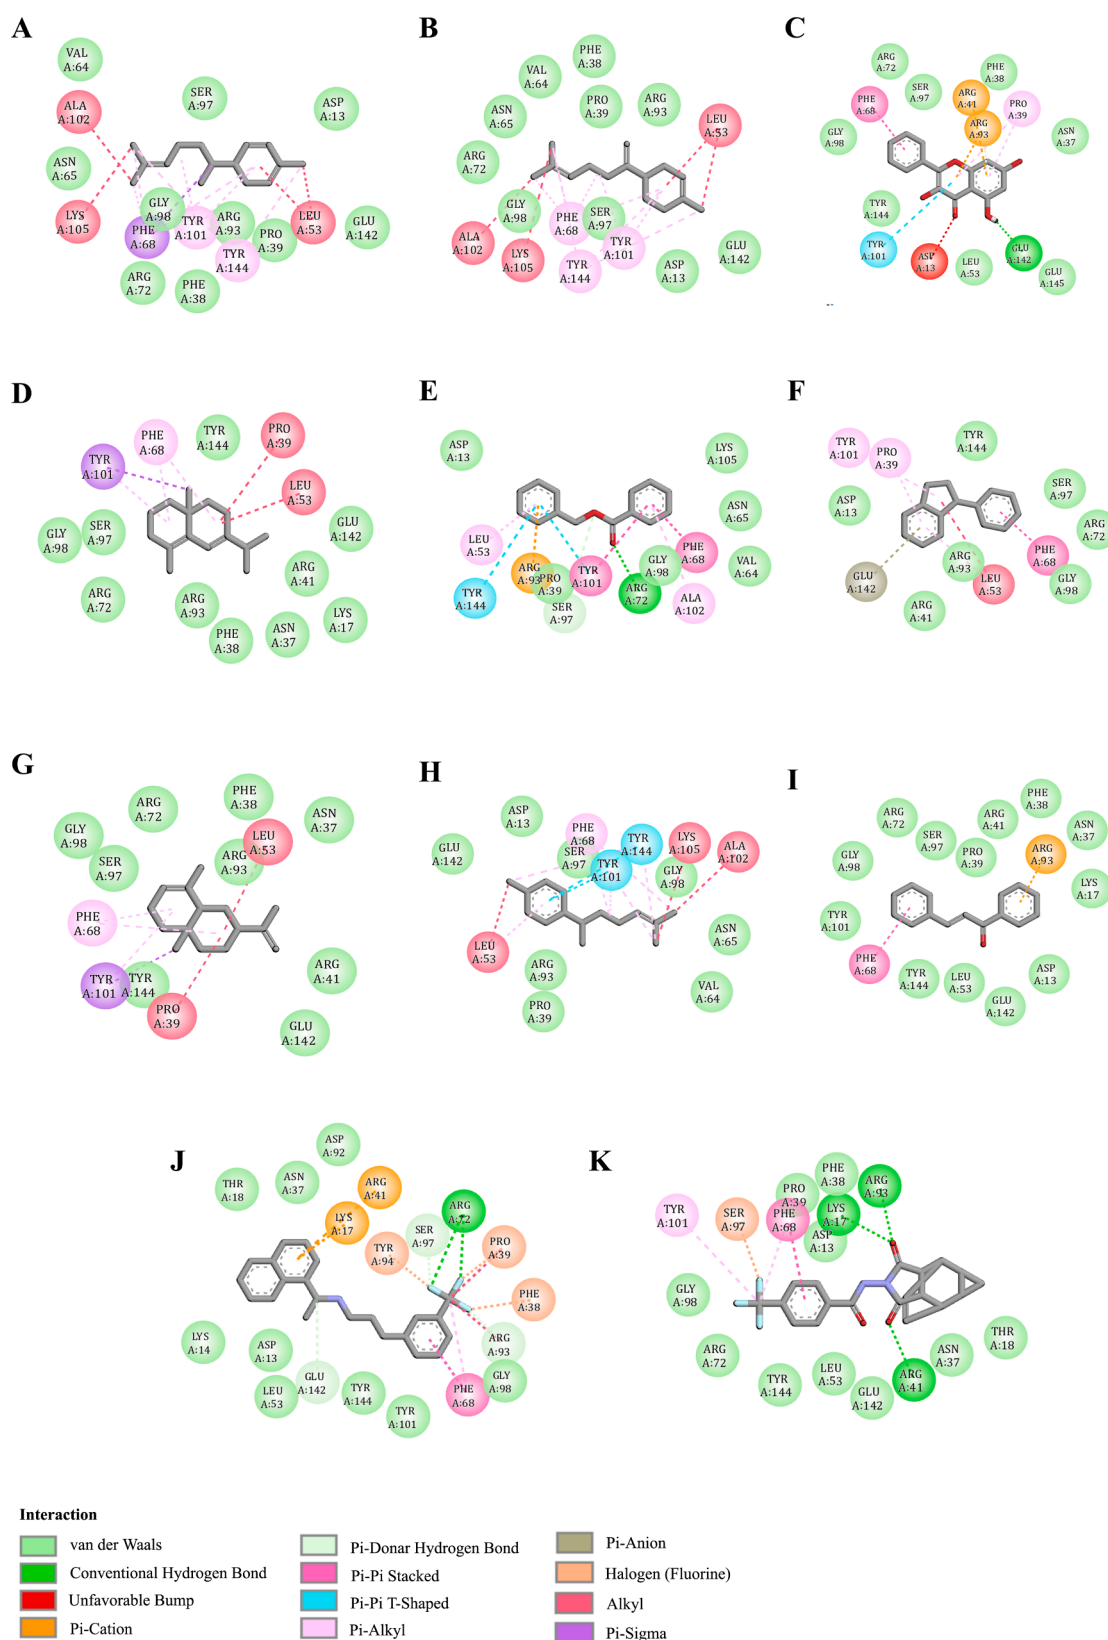 A
VAL
A:64
ALA
A:102
SER
A:97
ASP
A:13
ASN
A:65
LYS
A:105
GLY
A:98
PHE
A:68
TYR
A:101
ARG
A:93
TYR
A:144
PRO
A:39
LEU
A:53
GLU
A:142
ARG
A:72
PHE
A:38
B
PHE
A:38
VAL
A:64
PRO
A:39
ARG
A:93
ASN
A:65
LEU
A:53
ARG
A:72
GLY
A:98
ALA
A:102
LYS
A:105
PHE
A:68
SER
A:97
TYR
A:144
TYR
A:101
ASP
A:13
GLU
A:142
C
ARG
A:72
PHE
A:38
SER
A:97
ARG
A:41
PHE
A:68
PRO
A:39
ARG
A:93
GLY
A:98
ASN
A:37
TYR
A:144
TYR
A:101
ASP
A:13
LEU
A:53
GLU
A:142
GLU
A:145
D
PHE
A:68
TYR
A:144
PRO
A:39
TYR
A:101
LEU
A:53
GLY
A:98
SER
A:97
GLU
A:142
ARG
A:41
ARG
A:72
ARG
A:93
PHE
A:38
ASN
A:37
LYS
A:17
E
ASP
A:13
LYS
A:105
ASN
A:65
LEU
A:53
PHE
A:68
VAL
A:64
ARG
A:93
PRO
A:39
TYR
A:101
GLY
A:98
TYR
A:144
SER
A:97
ARG
A:72
ALA
A:102
F
TYR
A:101
PRO
A:39
TYR
A:144
SER
A:97
ASP
A:13
ARG
A:72
GLU
A:142
ARG
A:93
LEU
A:53
PHE
A:68
GLY
A:98
ARG
A:41
G
ARG
A:72
PHE
A:38
ASN
A:37
GLY
A:98
SER
A:97
LEU
A:53
ARG
A:93
PHE
A:68
TYR
A:101
TYR
A:144
PRO
A:39
ARG
A:41
GLU
A:142
H
ASP
A:13
PHE
A:68
TYR
A:144
LYS
A:105
ALA
A:102
GLU
A:142
SER
A:97
TYR
A:101
GLY
A:98
LEU
A:53
ARG
A:93
PRO
A:39
ASN
A:65
VAL
A:64
I
PHE
A:38
ARG
A:72
ARG
A:41
SER
A:97
PRO
A:39
ASN
A:37
ARG
A:93
GLY
A:98
LYS
A:17
TYR
A:101
PHE
A:68
TYR
A:144
LEU
A:53
GLU
A:142
ASP
A:13
J
ASP
A:92
THR
A:18
ASN
A:37
ARG
A:41
LYS
A:17
TYR
A:94
SER
A:97
ARG
A:72
PRO
A:39
PHE
A:38
LYS
A:14
ASP
A:13
LEU
A:53
GLU
A:142
TYR
A:144
TYR
A:101
PHE
A:68
ARG
A:93
GLY
A:98
K
TYR
A:101
SER
A:97
PRO
A:39
PHE
A:68
PHE
A:38
LYS
A:17
ASP
A:13
ARG
A:93
GLY
A:98
ARG
A:72
TYR
A:144
LEU
A:53
GLU
A:142
ARG
A:41
ASN
A:37
THR
A:18
Interaction
van der Waals
Conventional Hydrogen Bond
Unfavorable Bump
Pi-Cation
Pi-Donar Hydrogen Bond
Pi-Pi Stacked
Pi-Pi T-Shaped
Pi-Alkyl
Pi-Anion
Halogen (Fluorine)
Alkyl
Pi-Sigma